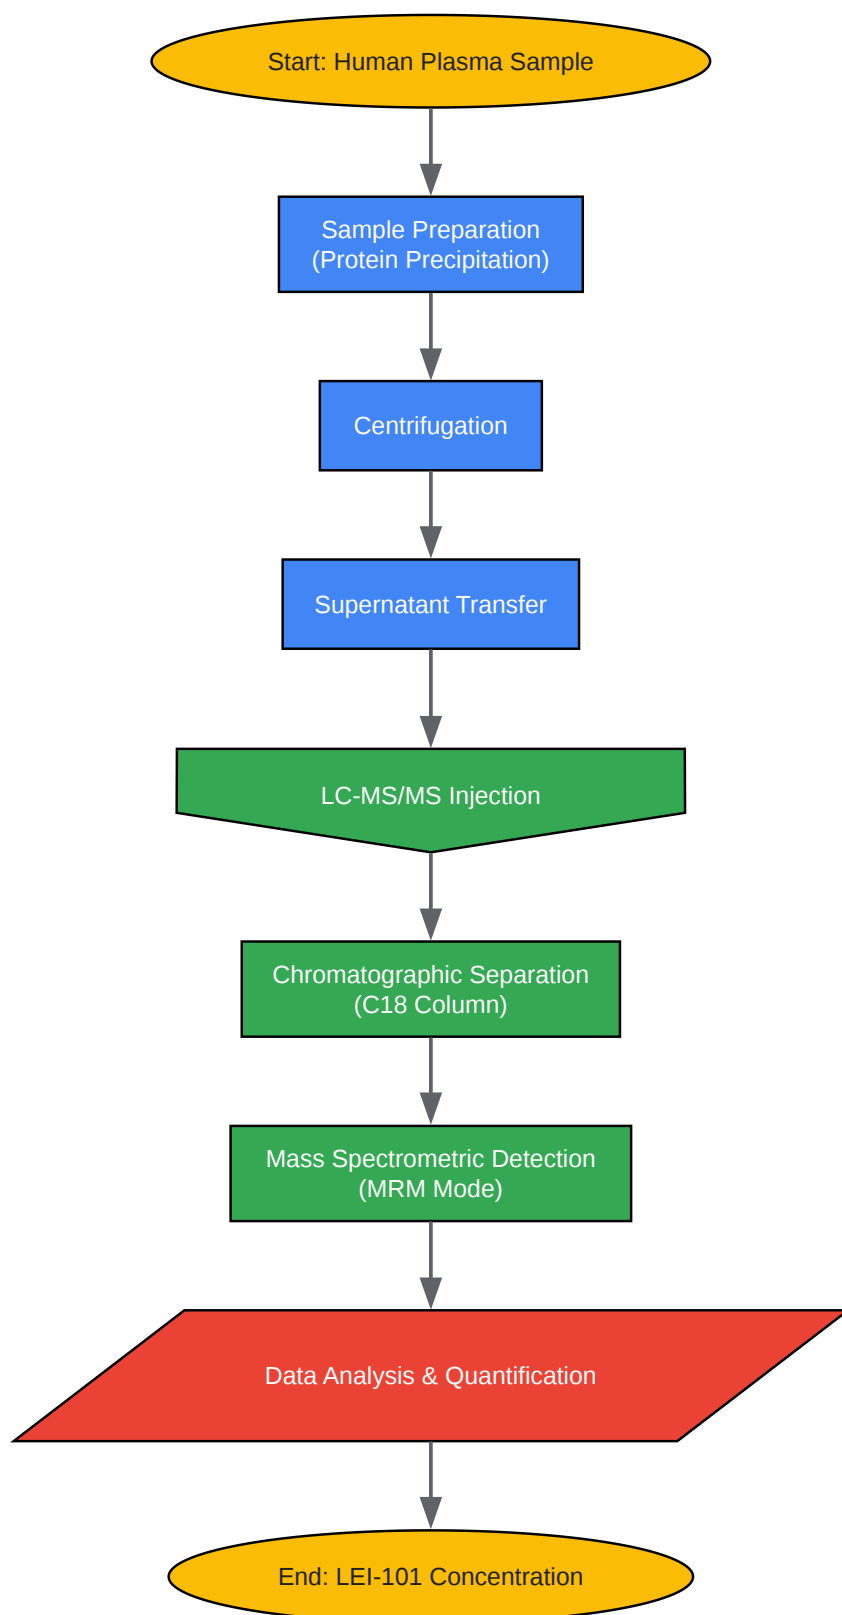 Start: Human Plasma Sample
Sample Preparation
(Protein Precipitation)
Centrifugation
Supernatant Transfer
LC-MS/MS Injection
Chromatographic Separation
(C18 Column)
Mass Spectrometric Detection
(MRM Mode)
Data Analysis & Quantification
End: LEI-101 Concentration